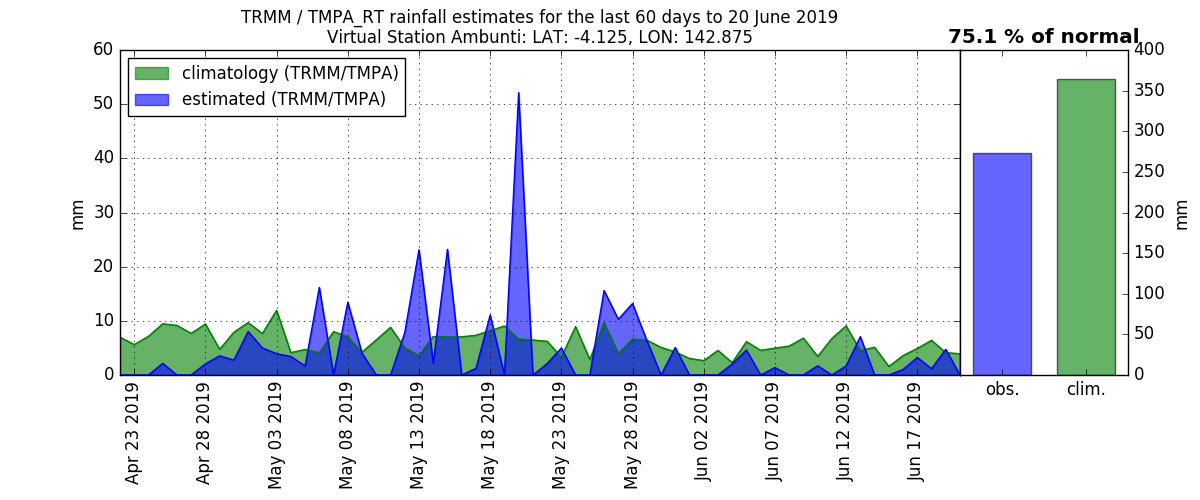 TRMM / TMPA_RT rainfall estimates for the last 60 days to 20 June 2019
Virtual Station Ambunti: LAT: -4.125, LON: 142.875
75.1 % of normal
climatology (TRMM/TMPA)
estimated (TRMM/TMPA)
60
50
40
30
20
10
0
mm
400
350
300
250
200
150
100
50
0
mm
obs.
clim.
Apr 23 2019
Apr 28 2019
May 03 2019
May 08 2019
May 13 2019
May 18 2019
May 23 2019
May 28 2019
Jun 02 2019
Jun 07 2019
Jun 12 2019
Jun 17 2019